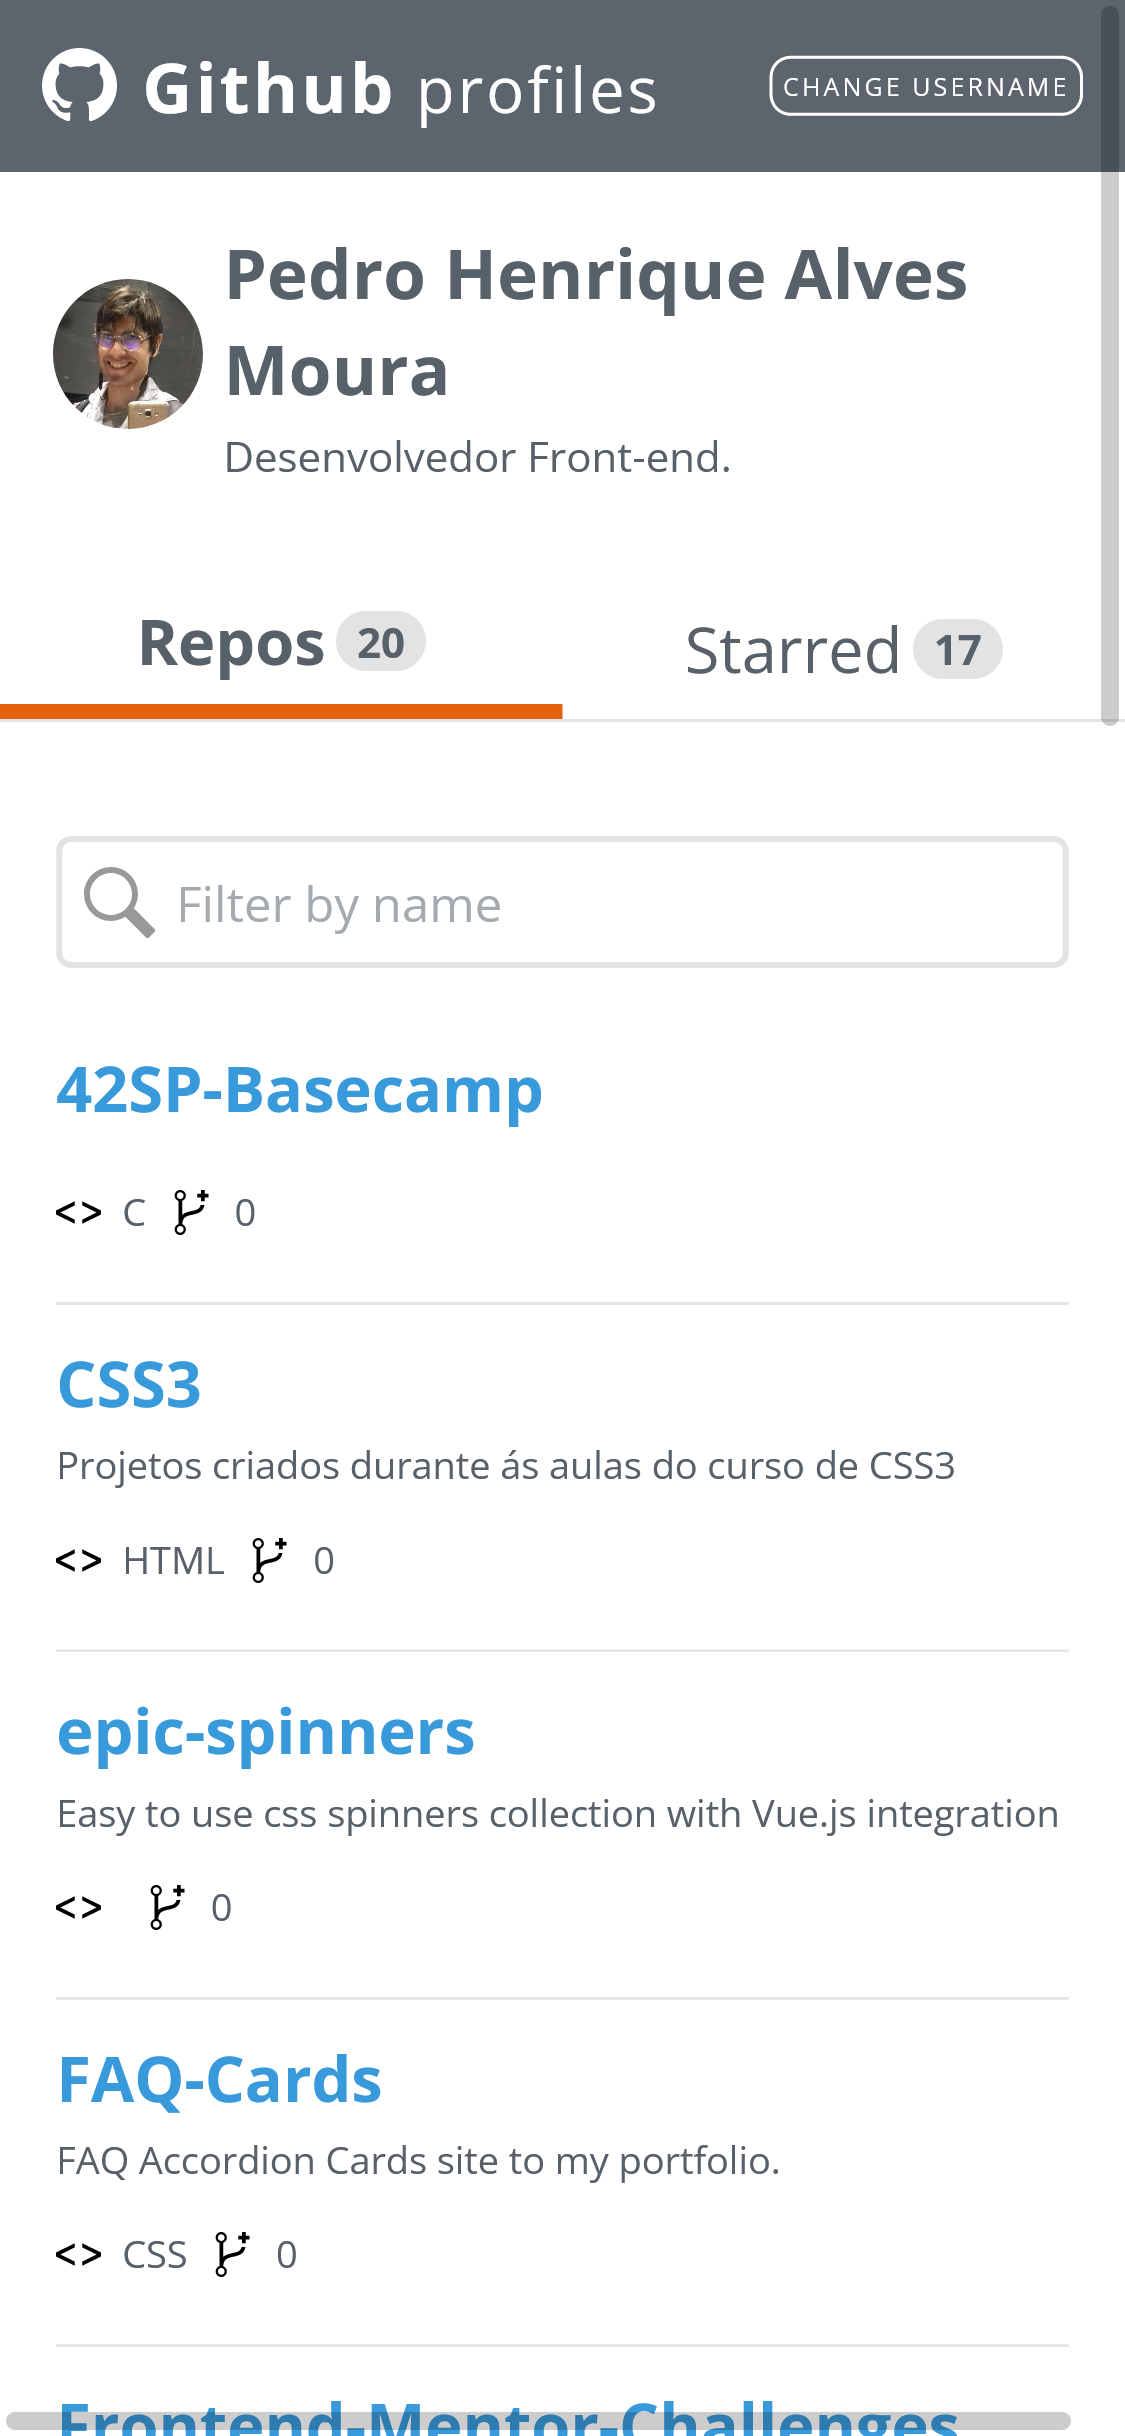 Github profiles CHANGE USERNAME
Pedro Henrique Alves
Moura
Desenvolvedor Front-end.
Repos 20 Starred 17
Filter by name
42SP-Basecamp
<> C 0
CSS3
Projetos criados durante ás aulas do curso de CSS3
<> HTML 0
epic-spinners
Easy to use css spinners collection with Vue.js integration
<> 0
FAQ-Cards
FAQ Accordion Cards site to my portfolio.
<> CSS 0
Frontend-Mentor-Challenges